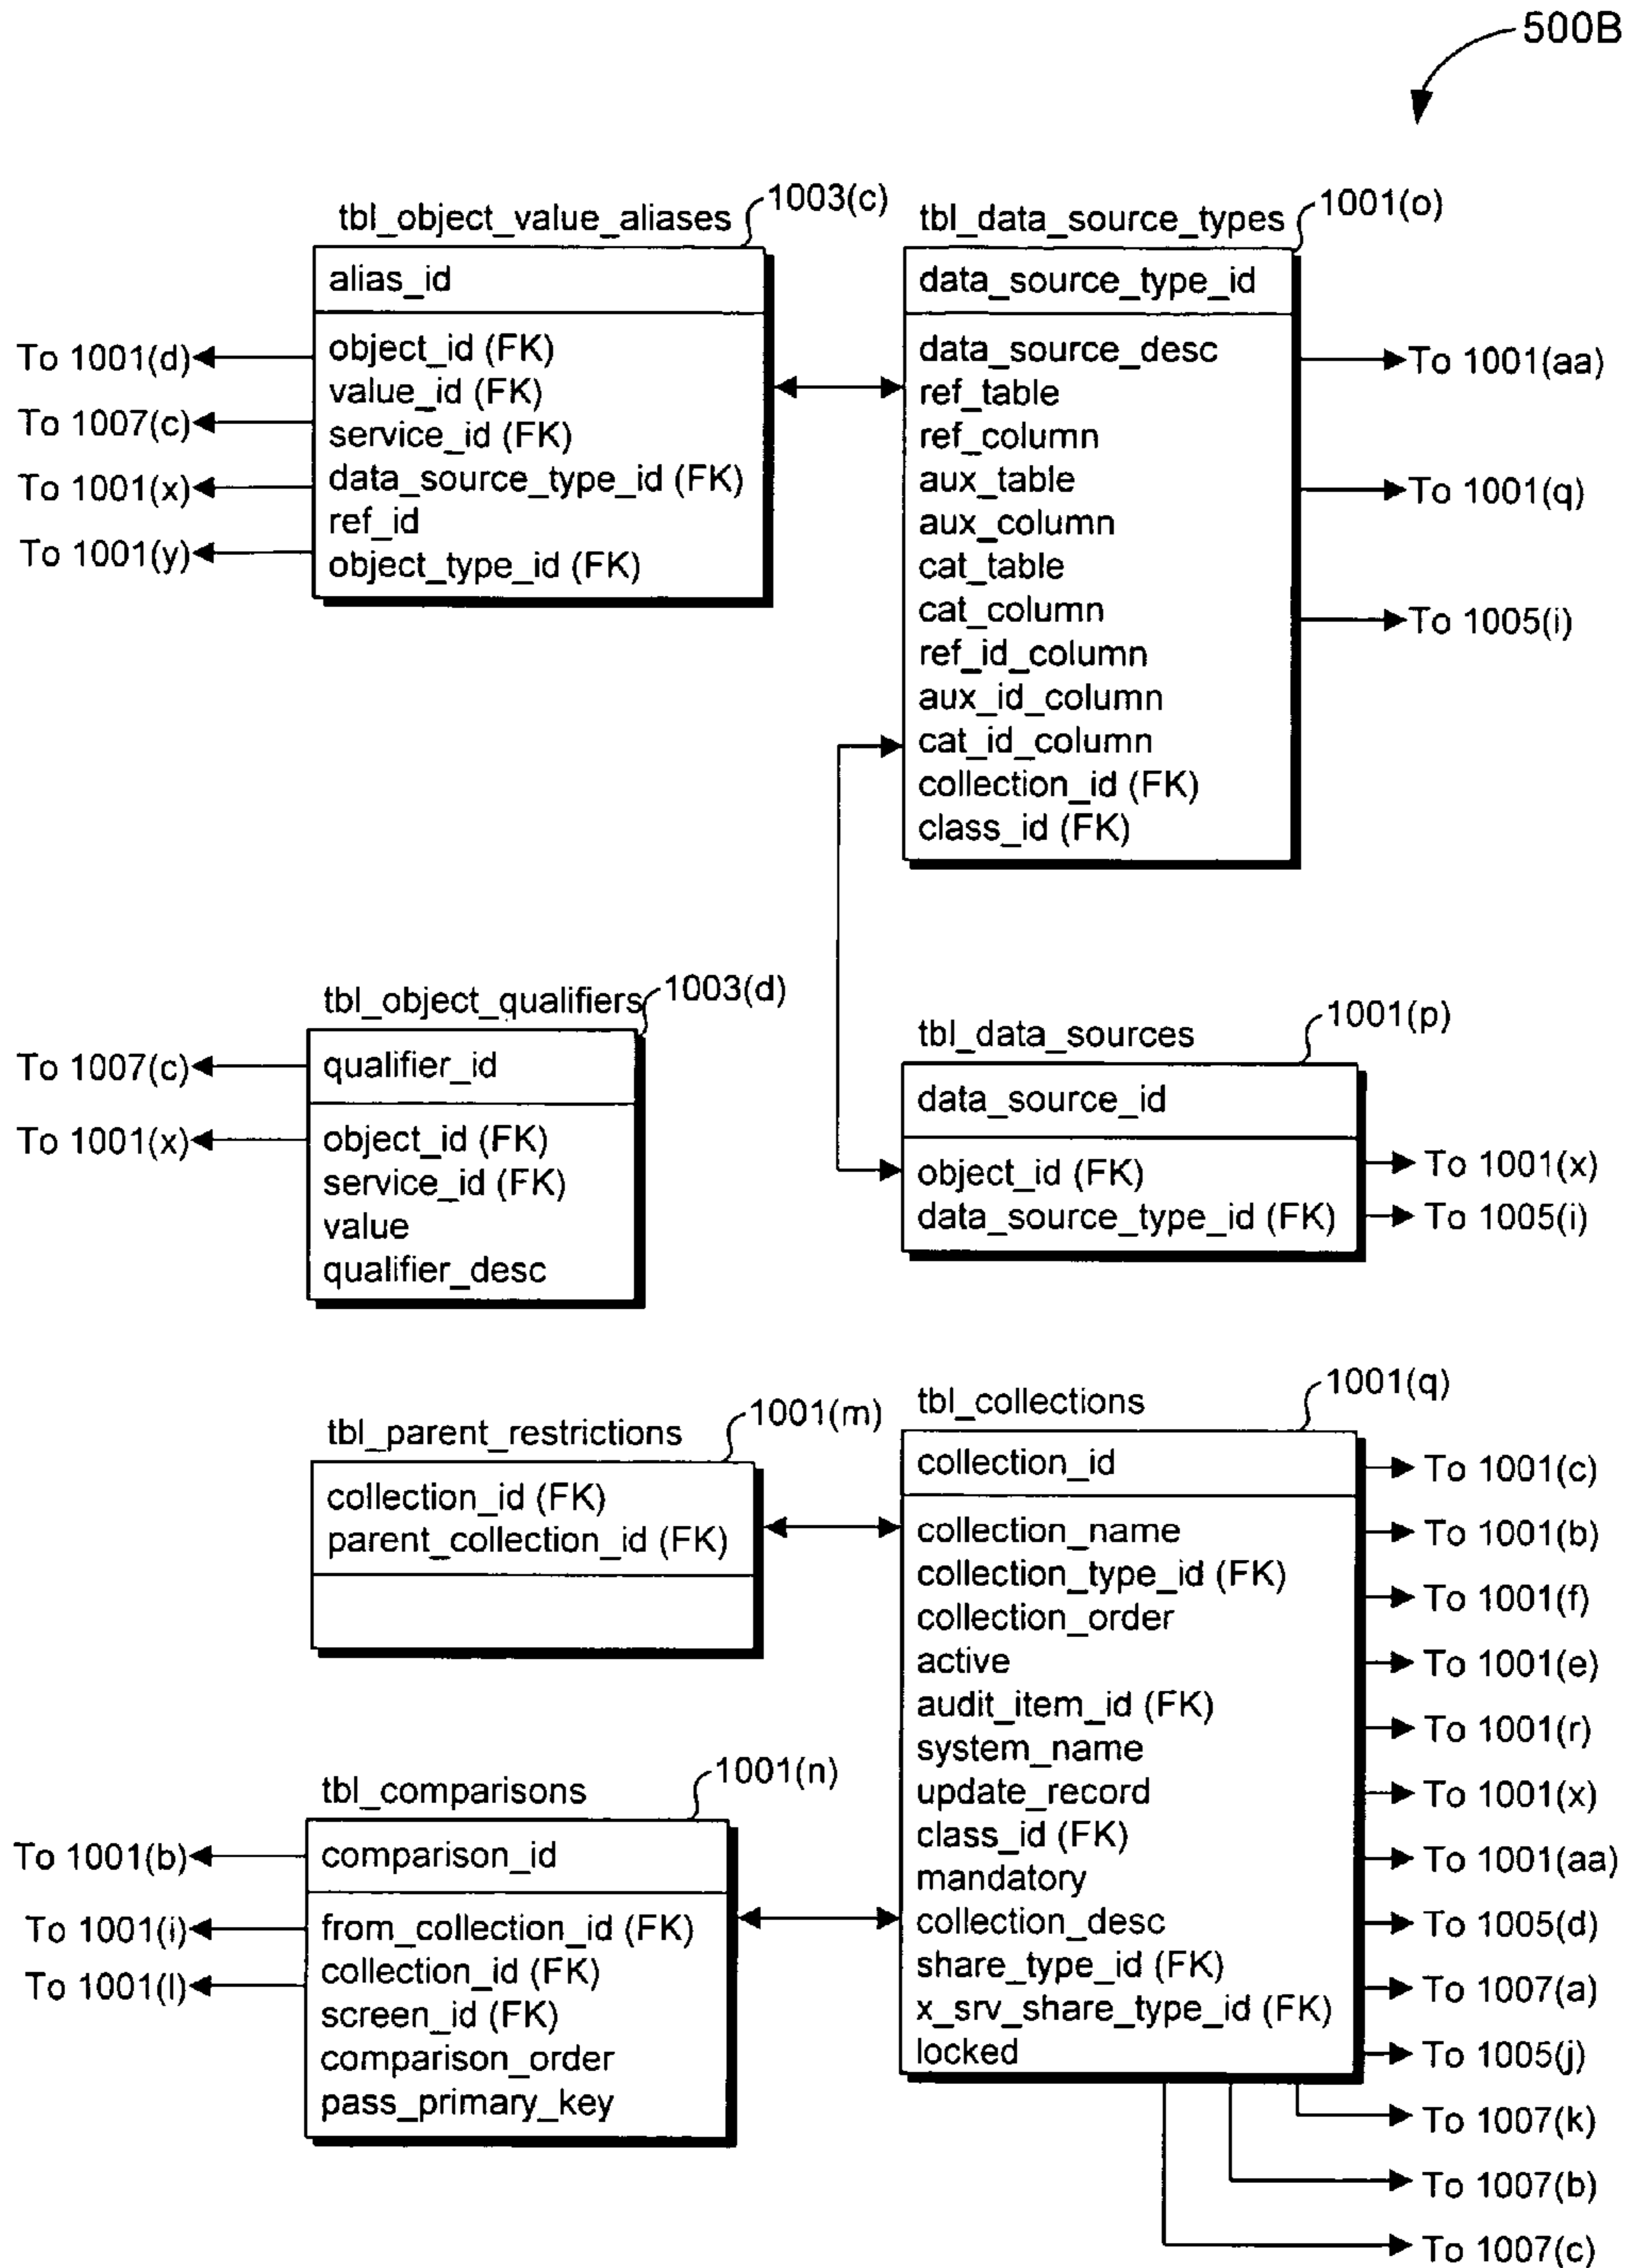 500B
tbl_object_value_aliases
1003(c)
alias_id
object_id (FK)
value_id (FK)
service_id (FK)
data_source_type_id (FK)
ref_id
object_type_id (FK)
To 1001(d)
To 1007(c)
To 1001(x)
To 1001(y)
tbl_data_source_types
1001(o)
data_source_type_id
data_source_desc
ref_table
ref_column
aux_table
aux_column
cat_table
cat_column
ref_id_column
aux_id_column
cat_id_column
collection_id (FK)
class_id (FK)
To 1001(aa)
To 1001(q)
To 1005(i)
tbl_object_qualifiers
1003(d)
qualifier_id
object_id (FK)
service_id (FK)
value
qualifier_desc
To 1007(c)
To 1001(x)
tbl_data_sources
1001(p)
data_source_id
object_id (FK)
data_source_type_id (FK)
To 1001(x)
To 1005(i)
tbl_parent_restrictions
1001(m)
collection_id (FK)
parent_collection_id (FK)
tbl_collections
1001(q)
collection_id
collection_name
collection_type_id (FK)
collection_order
active
audit_item_id (FK)
system_name
update_record
class_id (FK)
mandatory
collection_desc
share_type_id (FK)
x_srv_share_type_id (FK)
locked
To 1001(c)
To 1001(b)
To 1001(f)
To 1001(e)
To 1001(r)
To 1001(x)
To 1001(aa)
To 1005(d)
To 1007(a)
To 1005(j)
To 1007(k)
To 1007(b)
To 1007(c)
tbl_comparisons
1001(n)
comparison_id
from_collection_id (FK)
collection_id (FK)
screen_id (FK)
comparison_order
pass_primary_key
To 1001(b)
To 1001(i)
To 1001(l)